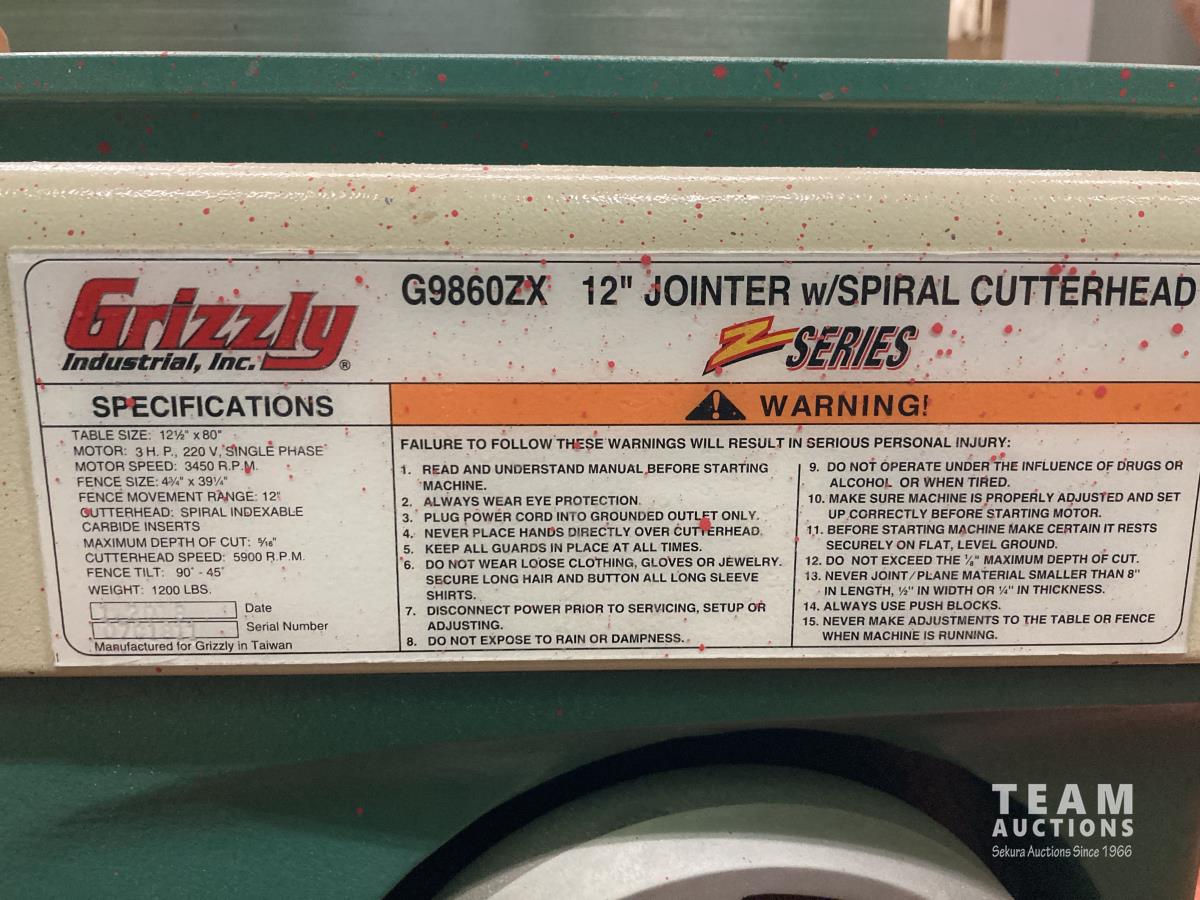 Grizzly
Industrial, Inc. ®
G9860ZX 12" JOINTER w/SPIRAL CUTTERHEAD
Z SERIES
SPECIFICATIONS
TABLE SIZE: 12½" x 80"
MOTOR: 3 H. P., 220 V, SINGLE PHASE
MOTOR SPEED: 3450 R.P.M.
FENCE SIZE: 4¾" x 39¼"
FENCE MOVEMENT RANGE: 12"
CUTTERHEAD: SPIRAL INDEXABLE
CARBIDE INSERTS
MAXIMUM DEPTH OF CUT: 5/16"
CUTTERHEAD SPEED: 5900 R.P.M.
FENCE TILT: 90° - 45°
WEIGHT: 1200 LBS.
Date
Serial Number
Manufactured for Grizzly in Taiwan
WARNING!
FAILURE TO FOLLOW THESE WARNINGS WILL RESULT IN SERIOUS PERSONAL INJURY:
1. READ AND UNDERSTAND MANUAL BEFORE STARTING
MACHINE.
2. ALWAYS WEAR EYE PROTECTION.
3. PLUG POWER CORD INTO GROUNDED OUTLET ONLY.
4. NEVER PLACE HANDS DIRECTLY OVER CUTTERHEAD.
5. KEEP ALL GUARDS IN PLACE AT ALL TIMES.
6. DO NOT WEAR LOOSE CLOTHING, GLOVES OR JEWELRY.
SECURE LONG HAIR AND BUTTON ALL LONG SLEEVE
SHIRTS.
7. DISCONNECT POWER PRIOR TO SERVICING, SETUP OR
ADJUSTING.
8. DO NOT EXPOSE TO RAIN OR DAMPNESS.
9. DO NOT OPERATE UNDER THE INFLUENCE OF DRUGS OR
ALCOHOL OR WHEN TIRED.
10. MAKE SURE MACHINE IS PROPERLY ADJUSTED AND SET
UP CORRECTLY BEFORE STARTING MOTOR.
11. BEFORE STARTING MACHINE MAKE CERTAIN IT RESTS
SECURELY ON FLAT, LEVEL GROUND.
12. DO NOT EXCEED THE ⅛" MAXIMUM DEPTH OF CUT.
13. NEVER JOINT/PLANE MATERIAL SMALLER THAN 8"
IN LENGTH, ½" IN WIDTH OR ¼" IN THICKNESS.
14. ALWAYS USE PUSH BLOCKS.
15. NEVER MAKE ADJUSTMENTS TO THE TABLE OR FENCE
WHEN MACHINE IS RUNNING.
TEAM
AUCTIONS
Sekura Auctions Since 1966